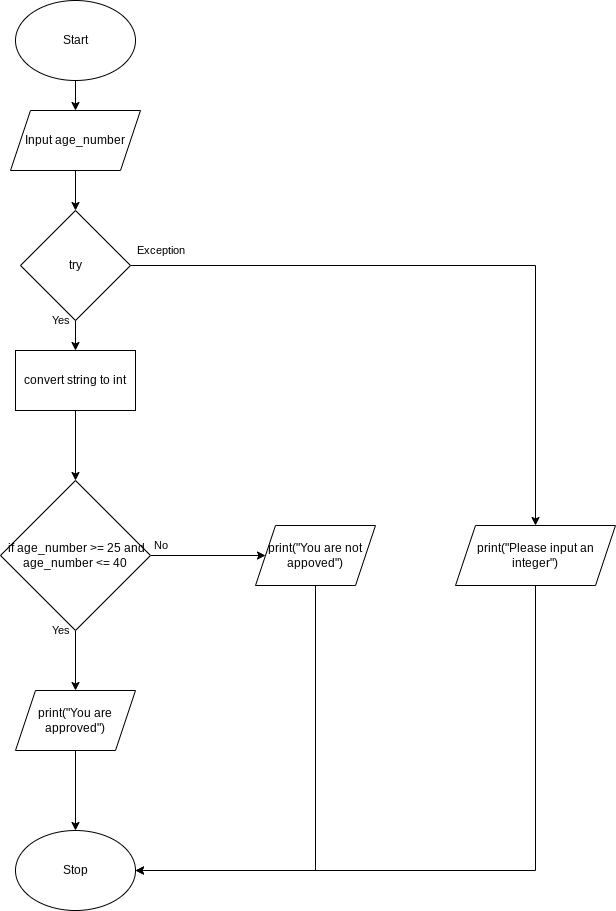 Start
Input age_number
try
Exception
Yes
convert string to int
if age_number >= 25 and
age_number <= 40
No
print("You are not
appoved")
print("Please input an
integer")
Yes
print("You are
approved")
Stop